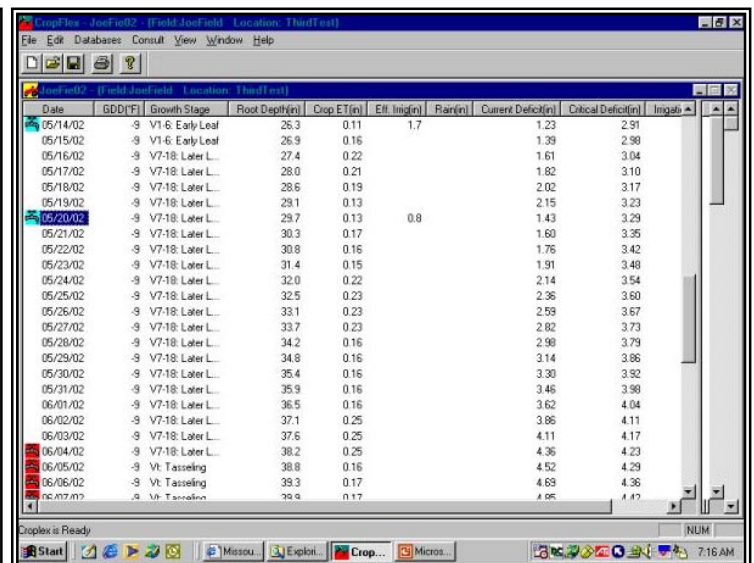 CropFlex - JoeFie02 - [Field:JoeField Location: ThirdTest]
File Edit Databases Consult View Window Help
JoeFie02 - [Field:JoeField Location: ThirdTest]
Date GDD(°F) Growth Stage Root Depth(in) Crop ET(in) Eff. Irrig(in) Rain(in) Current Deficit(in) Critical Deficit(in) Irrigati
05/14/02 -9 V1-6: Early Leaf 26.3 0.11 1.7 1.23 2.91
05/15/02 -9 V1-6: Early Leaf 26.9 0.16 1.39 2.98
05/16/02 -9 V7-18: Later L... 27.4 0.22 1.61 3.04
05/17/02 -9 V7-18: Later L... 28.0 0.21 1.82 3.10
05/18/02 -9 V7-18: Later L... 28.6 0.19 2.02 3.17
05/19/02 -9 V7-18: Later L... 29.1 0.13 2.15 3.23
05/20/02 -9 V7-18: Later L... 29.7 0.13 0.8 1.43 3.29
05/21/02 -9 V7-18: Later L... 30.3 0.17 1.60 3.35
05/22/02 -9 V7-18: Later L... 30.8 0.16 1.76 3.42
05/23/02 -9 V7-18: Later L... 31.4 0.15 1.91 3.48
05/24/02 -9 V7-18: Later L... 32.0 0.22 2.14 3.54
05/25/02 -9 V7-18: Later L... 32.5 0.23 2.36 3.60
05/26/02 -9 V7-18: Later L... 33.1 0.23 2.59 3.67
05/27/02 -9 V7-18: Later L... 33.7 0.23 2.82 3.73
05/28/02 -9 V7-18: Later L... 34.2 0.16 2.98 3.79
05/29/02 -9 V7-18: Later L... 34.8 0.16 3.14 3.86
05/30/02 -9 V7-18: Later L... 35.4 0.16 3.30 3.92
05/31/02 -9 V7-18: Later L... 35.9 0.16 3.46 3.98
06/01/02 -9 V7-18: Later L... 36.5 0.16 3.62 4.04
06/02/02 -9 V7-18: Later L... 37.1 0.25 3.86 4.11
06/03/02 -9 V7-18: Later L... 37.6 0.25 4.11 4.17
06/04/02 -9 V7-18: Later L... 38.2 0.25 4.36 4.23
06/05/02 -9 Vt: Tasseling 38.8 0.16 4.52 4.29
06/06/02 -9 Vt: Tasseling 39.3 0.17 4.69 4.36
06/07/02 -9 Vt: Tasseling 39.9 0.17 4.85 4.42
Croplex is Ready NUM
Start Missou... Explori... Crop... Micros... 7:16 AM